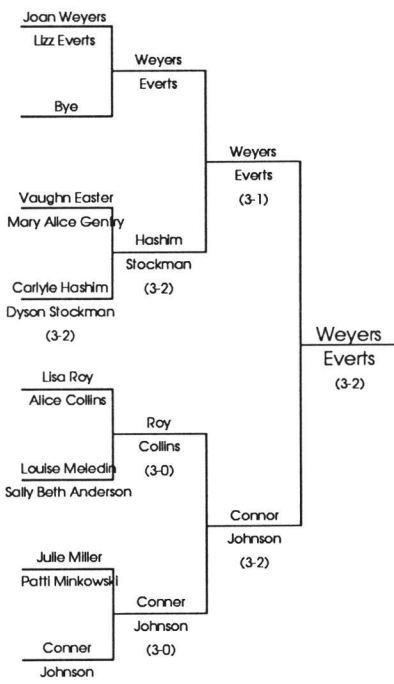 Joan Weyers
Lizz Everts
Bye
Vaughn Easter
Mary Alice Gentry
Carlyle Hashim
Dyson Stockman
(3-2)
Lisa Roy
Alice Collins
Louise Meledin
Sally Beth Anderson
Julie Miller
Patti Minkowski
Conner
Johnson
Weyers
Everts
Hashim
Stockman
(3-2)
Roy
Collins
(3-0)
Conner
Johnson
(3-0)
Weyers
Everts
(3-1)
Connor
Johnson
(3-2)
Weyers
Everts
(3-2)